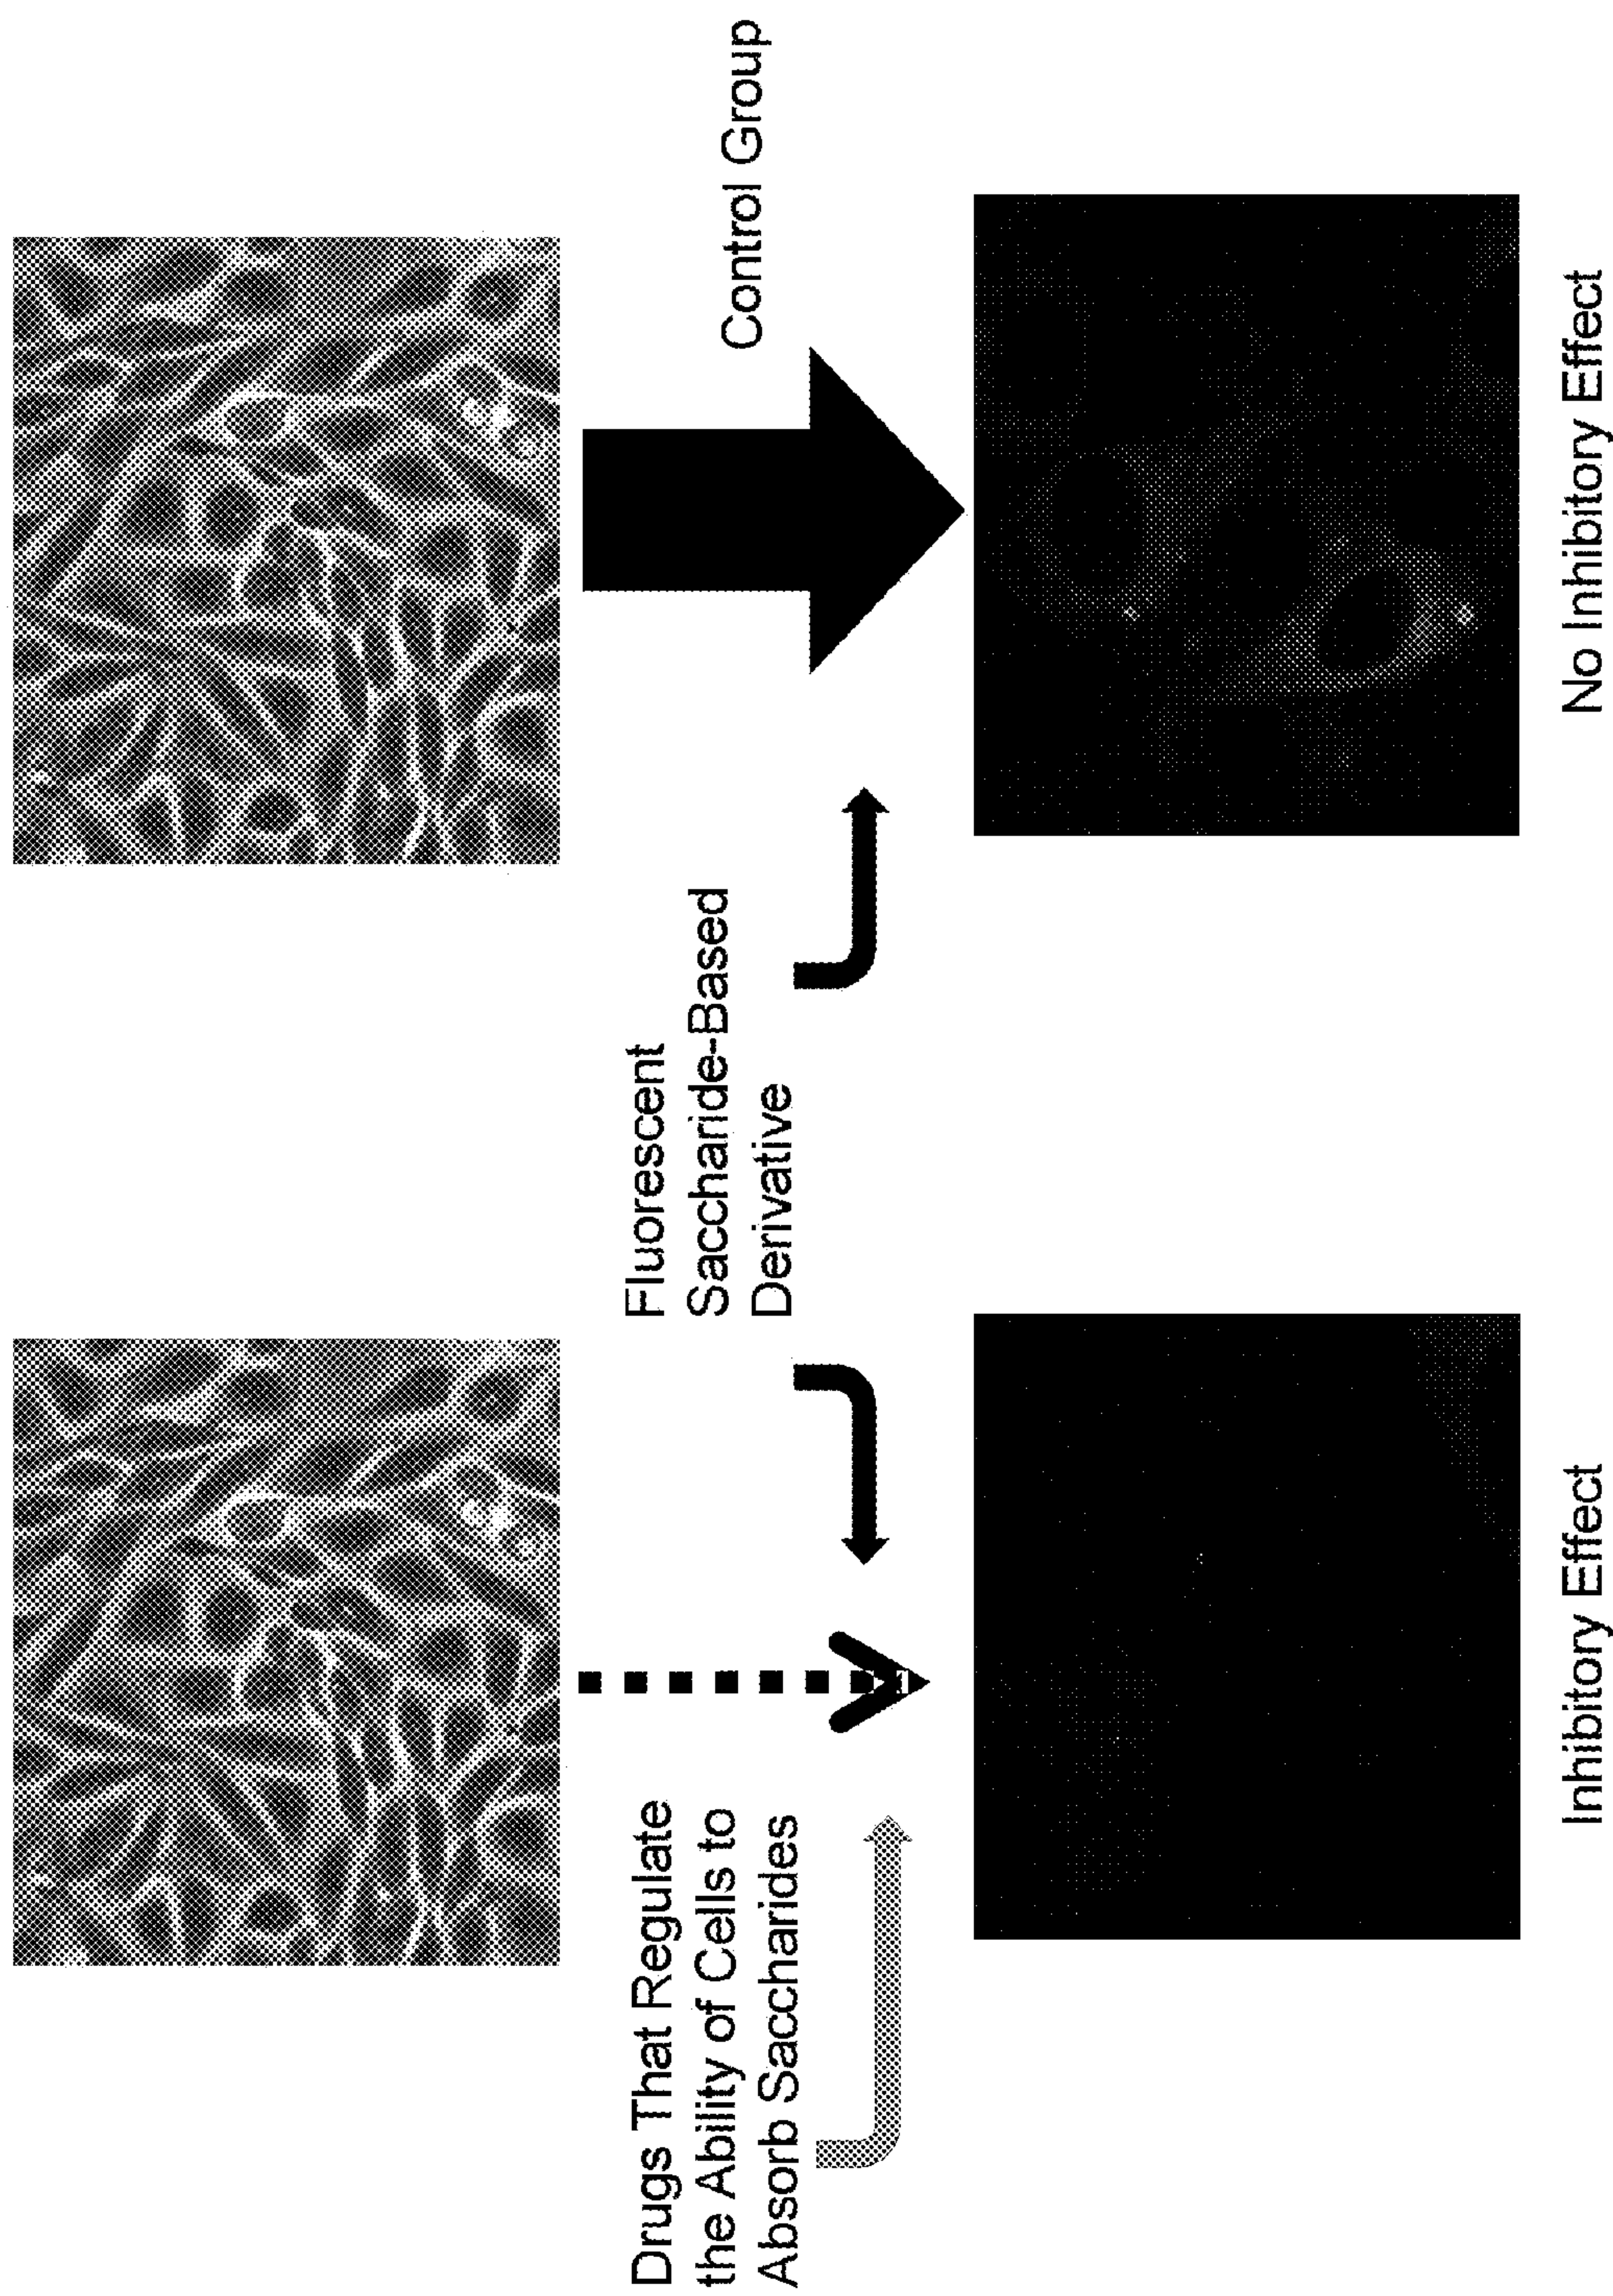 Drugs That Regulate
the Ability of Cells to
Absorb Saccharides
Fluorescent
Saccharide-Based
Derivative
Control Group
Inhibitory Effect
No Inhibitory Effect